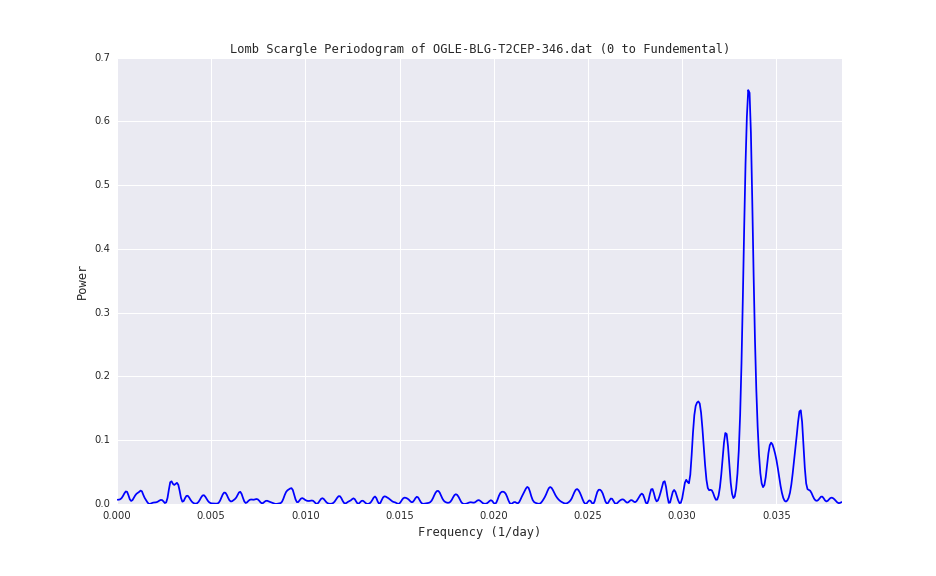 Lomb Scargle Periodogram of OGLE-BLG-T2CEP-346.dat (0 to Fundemental)
0.7
0.6
0.5
0.4
0.3
0.2
0.1
0.0
Power
0.000 0.005 0.010 0.015 0.020 0.025 0.030 0.035
Frequency (1/day)